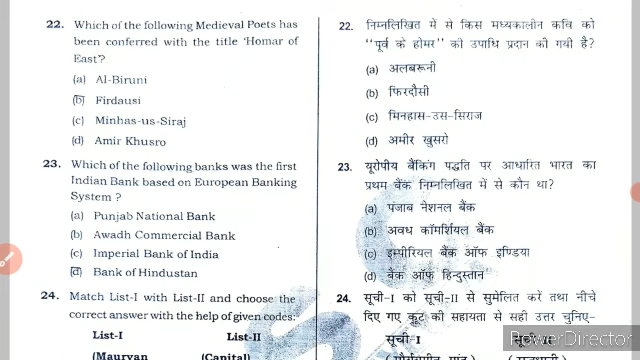 22. Which of the following Medieval Poets has
been conferred with the title 'Homar of
East'?
(a) Al-Biruni
(b) Firdausi
(c) Minhas-us-Siraj
(d) Amir Khusro
23. Which of the following banks was the first
Indian Bank based on European Banking
System ?
(a) Punjab National Bank
(b) Awadh Commercial Bank
(c) Imperial Bank of India
(d) Bank of Hindustan
24. Match List-I with List-II and choose the
correct answer with the help of given codes:
List-I List-II
(Mauryan (Capital)
22. निम्नलिखित में से किस मध्यकालीन कवि को
"पूर्व के होमर" की उपाधि प्रदान की गयी है?
(a) अलबरूनी
(b) फिरदौसी
(c) मिनहास-उस-सिराज
(d) अमीर खुसरो
23. यूरोपीय बैंकिंग पद्धति पर आधारित भारत का
प्रथम बैंक निम्नलिखित में से कौन था?
(a) पंजाब नेशनल बैंक
(b) अवध कॉमर्शियल बैंक
(c) इम्पीरियल बैंक ऑफ इण्डिया
(d) बैंक ऑफ हिन्दुस्तान
24. सूची-I को सूची-II से सुमेलित करें तथा नीचे
दिए गए कूट की सहायता से सही उत्तर चुनिए-
सूची-I सूची-II
PowerDirector